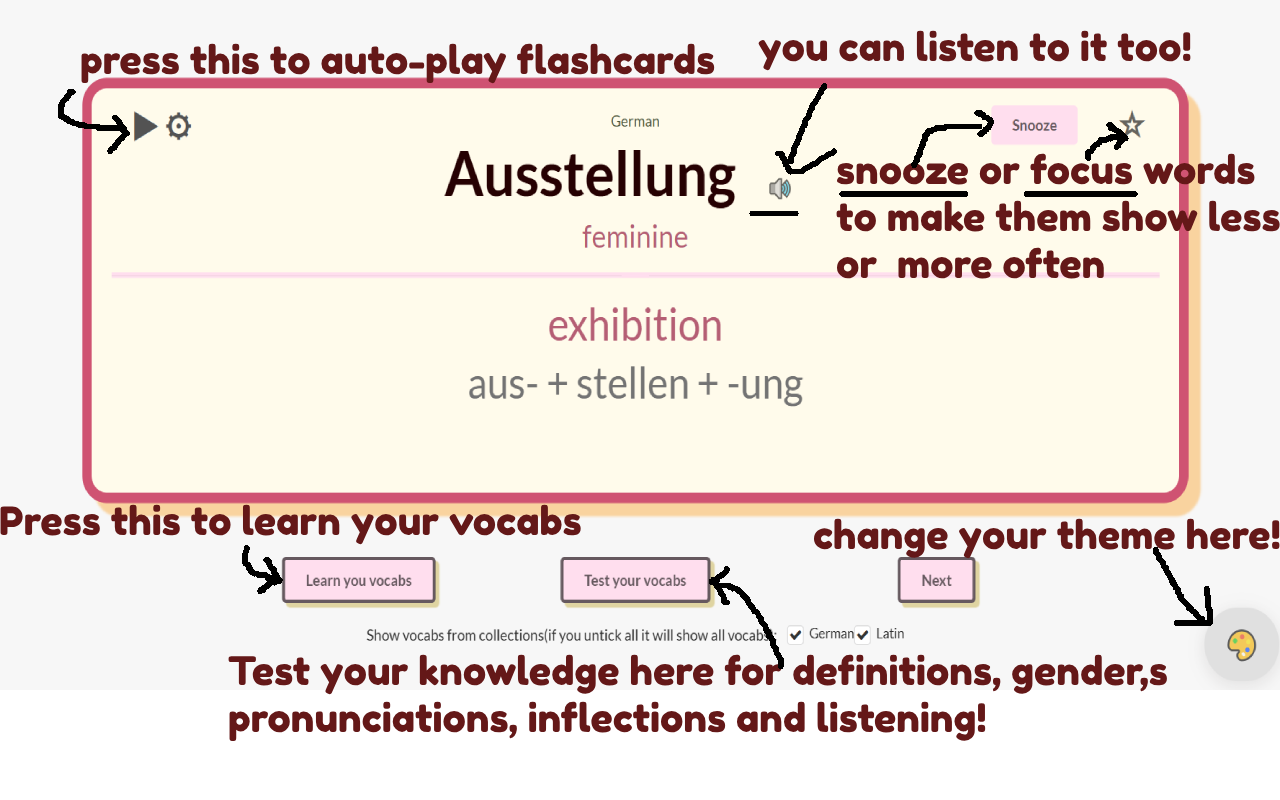 press this to auto-play flashcards
you can listen to it too!
German
Snooze
Ausstellung
snooze or focus words
to make them show less
or more often
feminine
exhibition
aus- + stellen + -ung
Press this to learn your vocabs
change your theme here!
Learn you vocabs
Test your vocabs
Next
Show vocabs from collections(if you untick all it will show all vocabs): German Latin
Test your knowledge here for definitions, gender,s
pronunciations, inflections and listening!